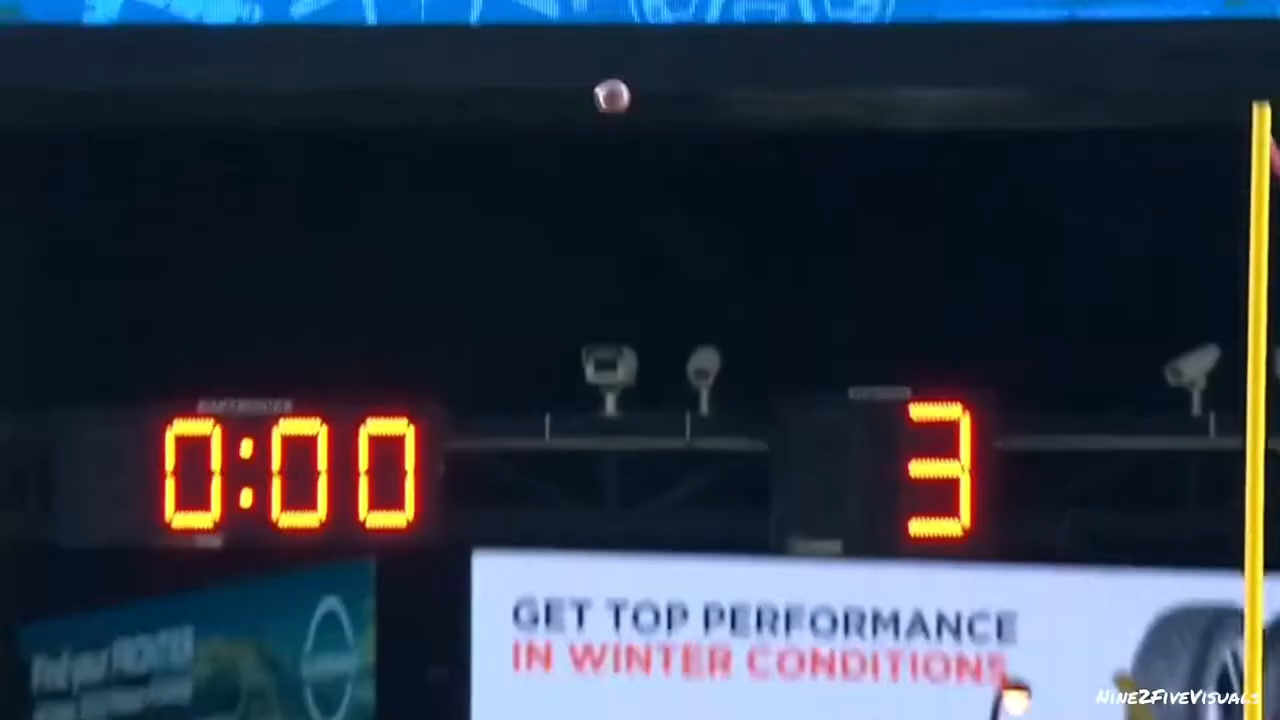 0:00
3
GET TOP PERFORMANCE
IN WINTER CONDITIONS
Nine2FiveVisuals